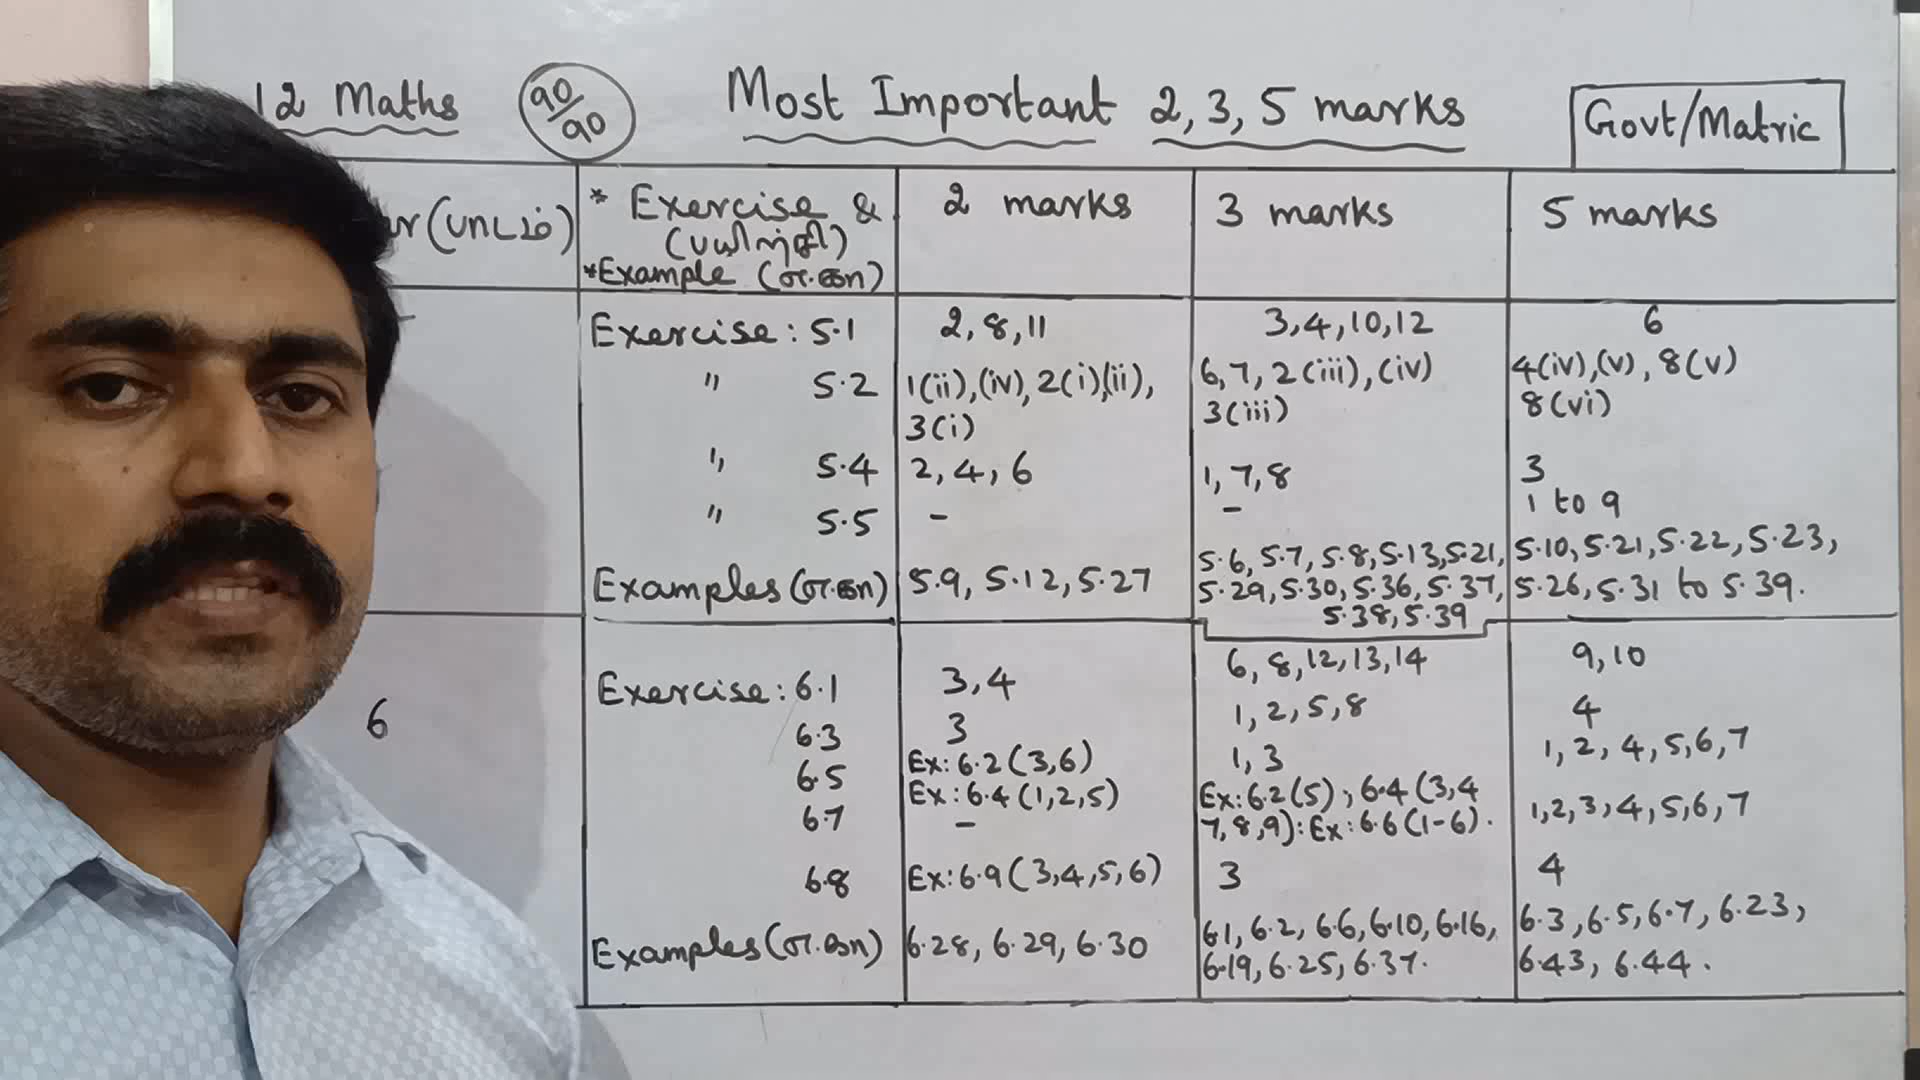 12 Maths 90/90 Most Important 2, 3, 5 marks Govt/Matric
(பாடம்) * Exercise & 2 marks 3 marks 5 marks
(பயிற்சி)
*Example (எ.கா)
Exercise: 5.1 2, 8, 11 3, 4, 10, 12 6
" 5.2 1(ii), (iv), 2(i)(ii), 6, 7, 2(iii), (iv) 4(iv), (v), 8(v)
3(i) 3(iii) 8(vi)
" 5.4 2, 4, 6 1, 7, 8 3
" 5.5 - - 1 to 9
5.6, 5.7, 5.8, 5.13, 5.21, 5.10, 5.21, 5.22, 5.23,
Examples (எ.கா) 5.9, 5.12, 5.27 5.29, 5.30, 5.36, 5.37, 5.26, 5.31 to 5.39.
5.38, 5.39
6 Exercise: 6.1 3, 4 6, 8, 12, 13, 14 9, 10
6.3 3 1, 2, 5, 8 4
6.5 Ex: 6.2 (3, 6) 1, 3 1, 2, 4, 5, 6, 7
Ex: 6.4 (1, 2, 5) Ex: 6.2 (5); 6.4 (3, 4
6.7 - 7, 8, 9): Ex: 6.6 (1-6). 1, 2, 3, 4, 5, 6, 7
6.8 Ex: 6.9 (3, 4, 5, 6) 3 4
Examples (எ.கா) 6.28, 6.29, 6.30 6.1, 6.2, 6.6, 6.10, 6.16, 6.3, 6.5, 6.7, 6.23,
6.19, 6.25, 6.37. 6.43, 6.44.